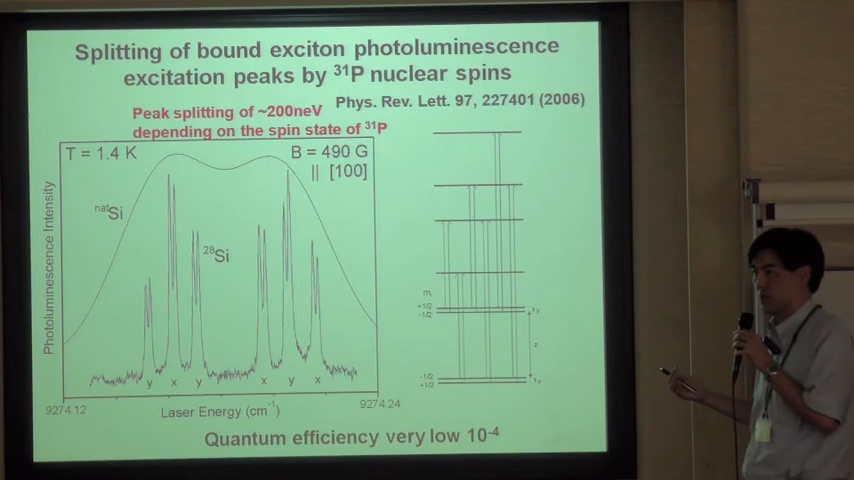 Splitting of bound exciton photoluminescence
excitation peaks by ³¹P nuclear spins
Phys. Rev. Lett. 97, 227401 (2006)
Peak splitting of ~200neV
depending on the spin state of ³¹P
T = 1.4 K
B = 490 G
|| [100]
natSi
²⁸Si
Photoluminescence Intensity
y x y x y x
9274.12
Laser Energy (cm⁻¹)
9274.24
+1/2
-1/2
-1/2
+1/2
Quantum efficiency very low 10⁻⁴